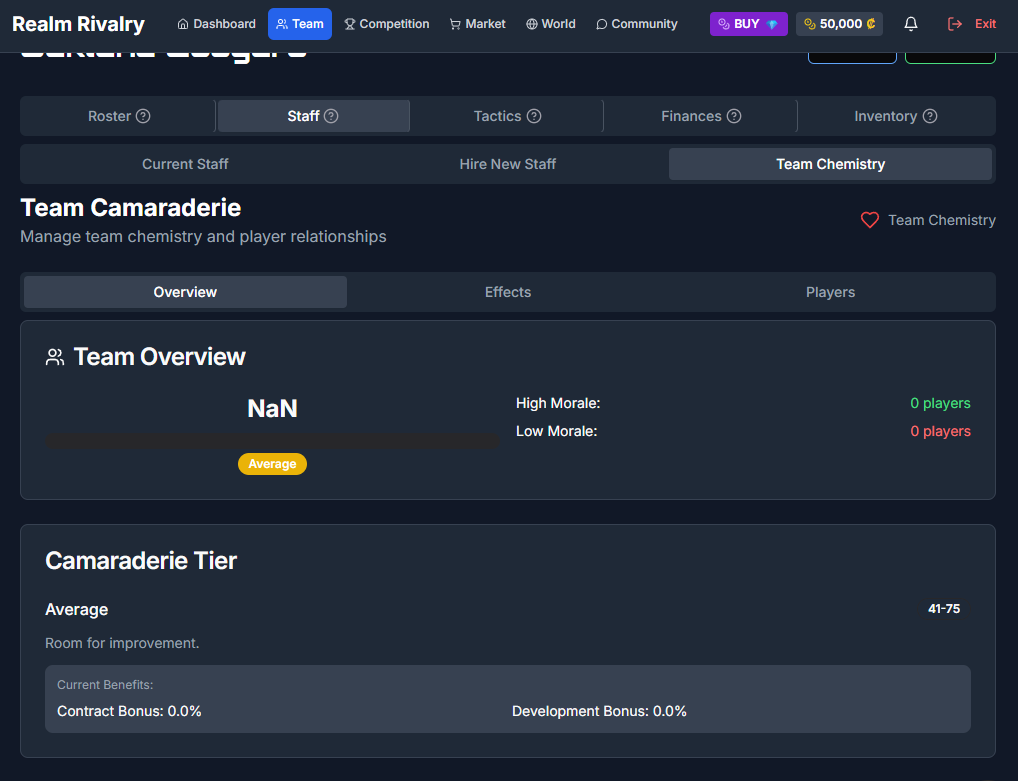 Realm Rivalry
Dashboard
Team
Competition
Market
World
Community
BUY
50,000 ₡
Exit
Roster ?
Staff ?
Tactics ?
Finances ?
Inventory ?
Current Staff
Hire New Staff
Team Chemistry
Team Camaraderie
Manage team chemistry and player relationships
Team Chemistry
Overview
Effects
Players
Team Overview
NaN
Average
High Morale:
0 players
Low Morale:
0 players
Camaraderie Tier
Average
41-75
Room for improvement.
Current Benefits:
Contract Bonus: 0.0%
Development Bonus: 0.0%